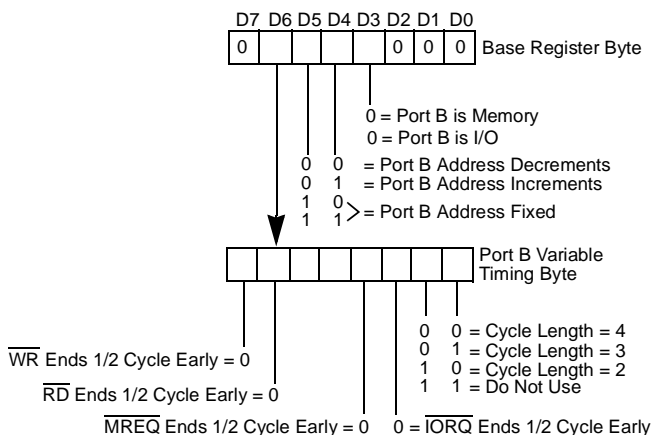 D7 D6 D5 D4 D3 D2 D1 D0
0 0 0 0 Base Register Byte
0 = Port B is Memory
0 = Port B is I/O
0 0 = Port B Address Decrements
0 1 = Port B Address Increments
1 0
1 1 > = Port B Address Fixed
Port B Variable
Timing Byte
0 0 = Cycle Length = 4
0 1 = Cycle Length = 3
1 0 = Cycle Length = 2
1 1 = Do Not Use
WR Ends 1/2 Cycle Early = 0
RD Ends 1/2 Cycle Early = 0
MREQ Ends 1/2 Cycle Early = 0 0 = IORQ Ends 1/2 Cycle Early